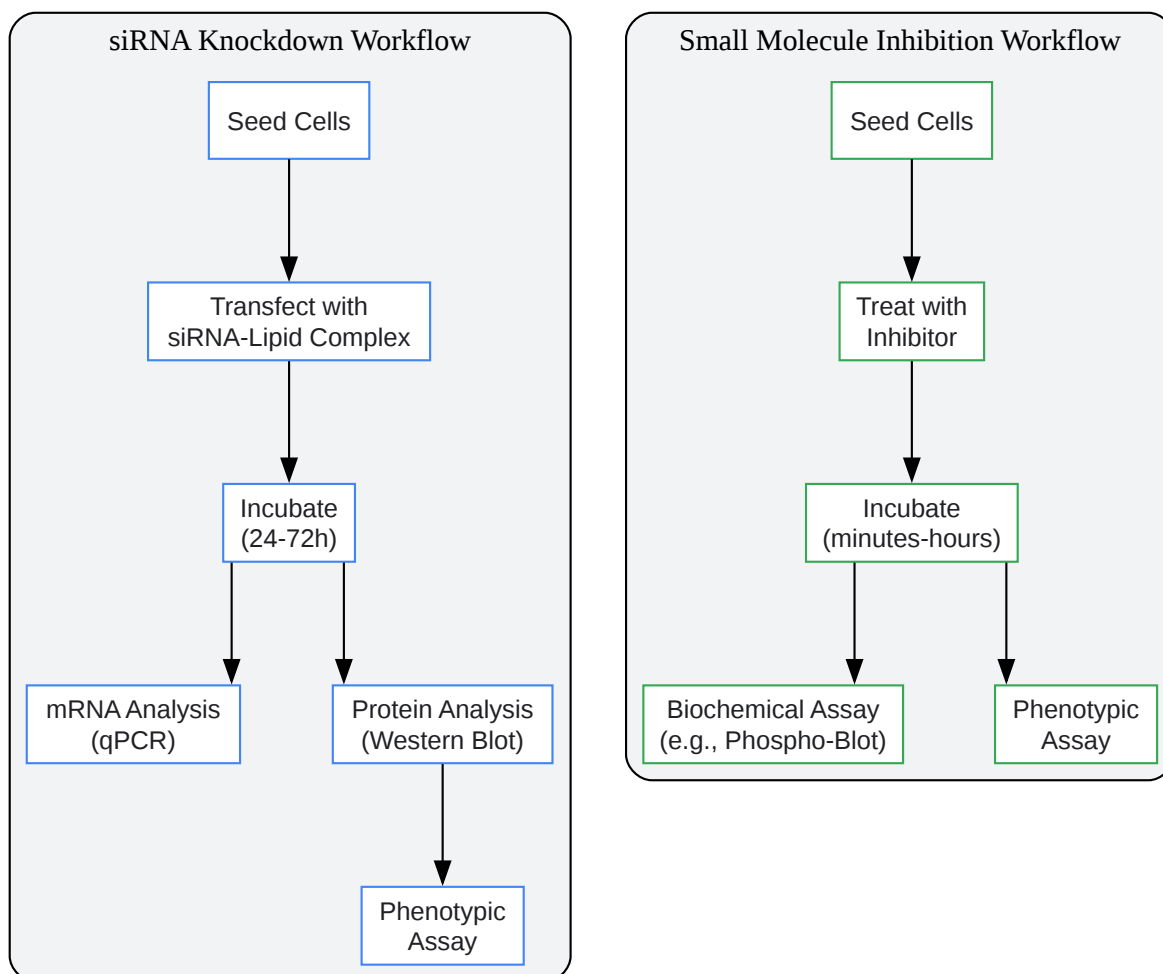 siRNA Knockdown Workflow
Seed Cells
Transfect with
siRNA-Lipid Complex
Incubate
(24-72h)
mRNA Analysis
(qPCR)
Protein Analysis
(Western Blot)
Phenotypic
Assay
Small Molecule Inhibition Workflow
Seed Cells
Treat with
Inhibitor
Incubate
(minutes-hours)
Biochemical Assay
(e.g., Phospho-Blot)
Phenotypic
Assay